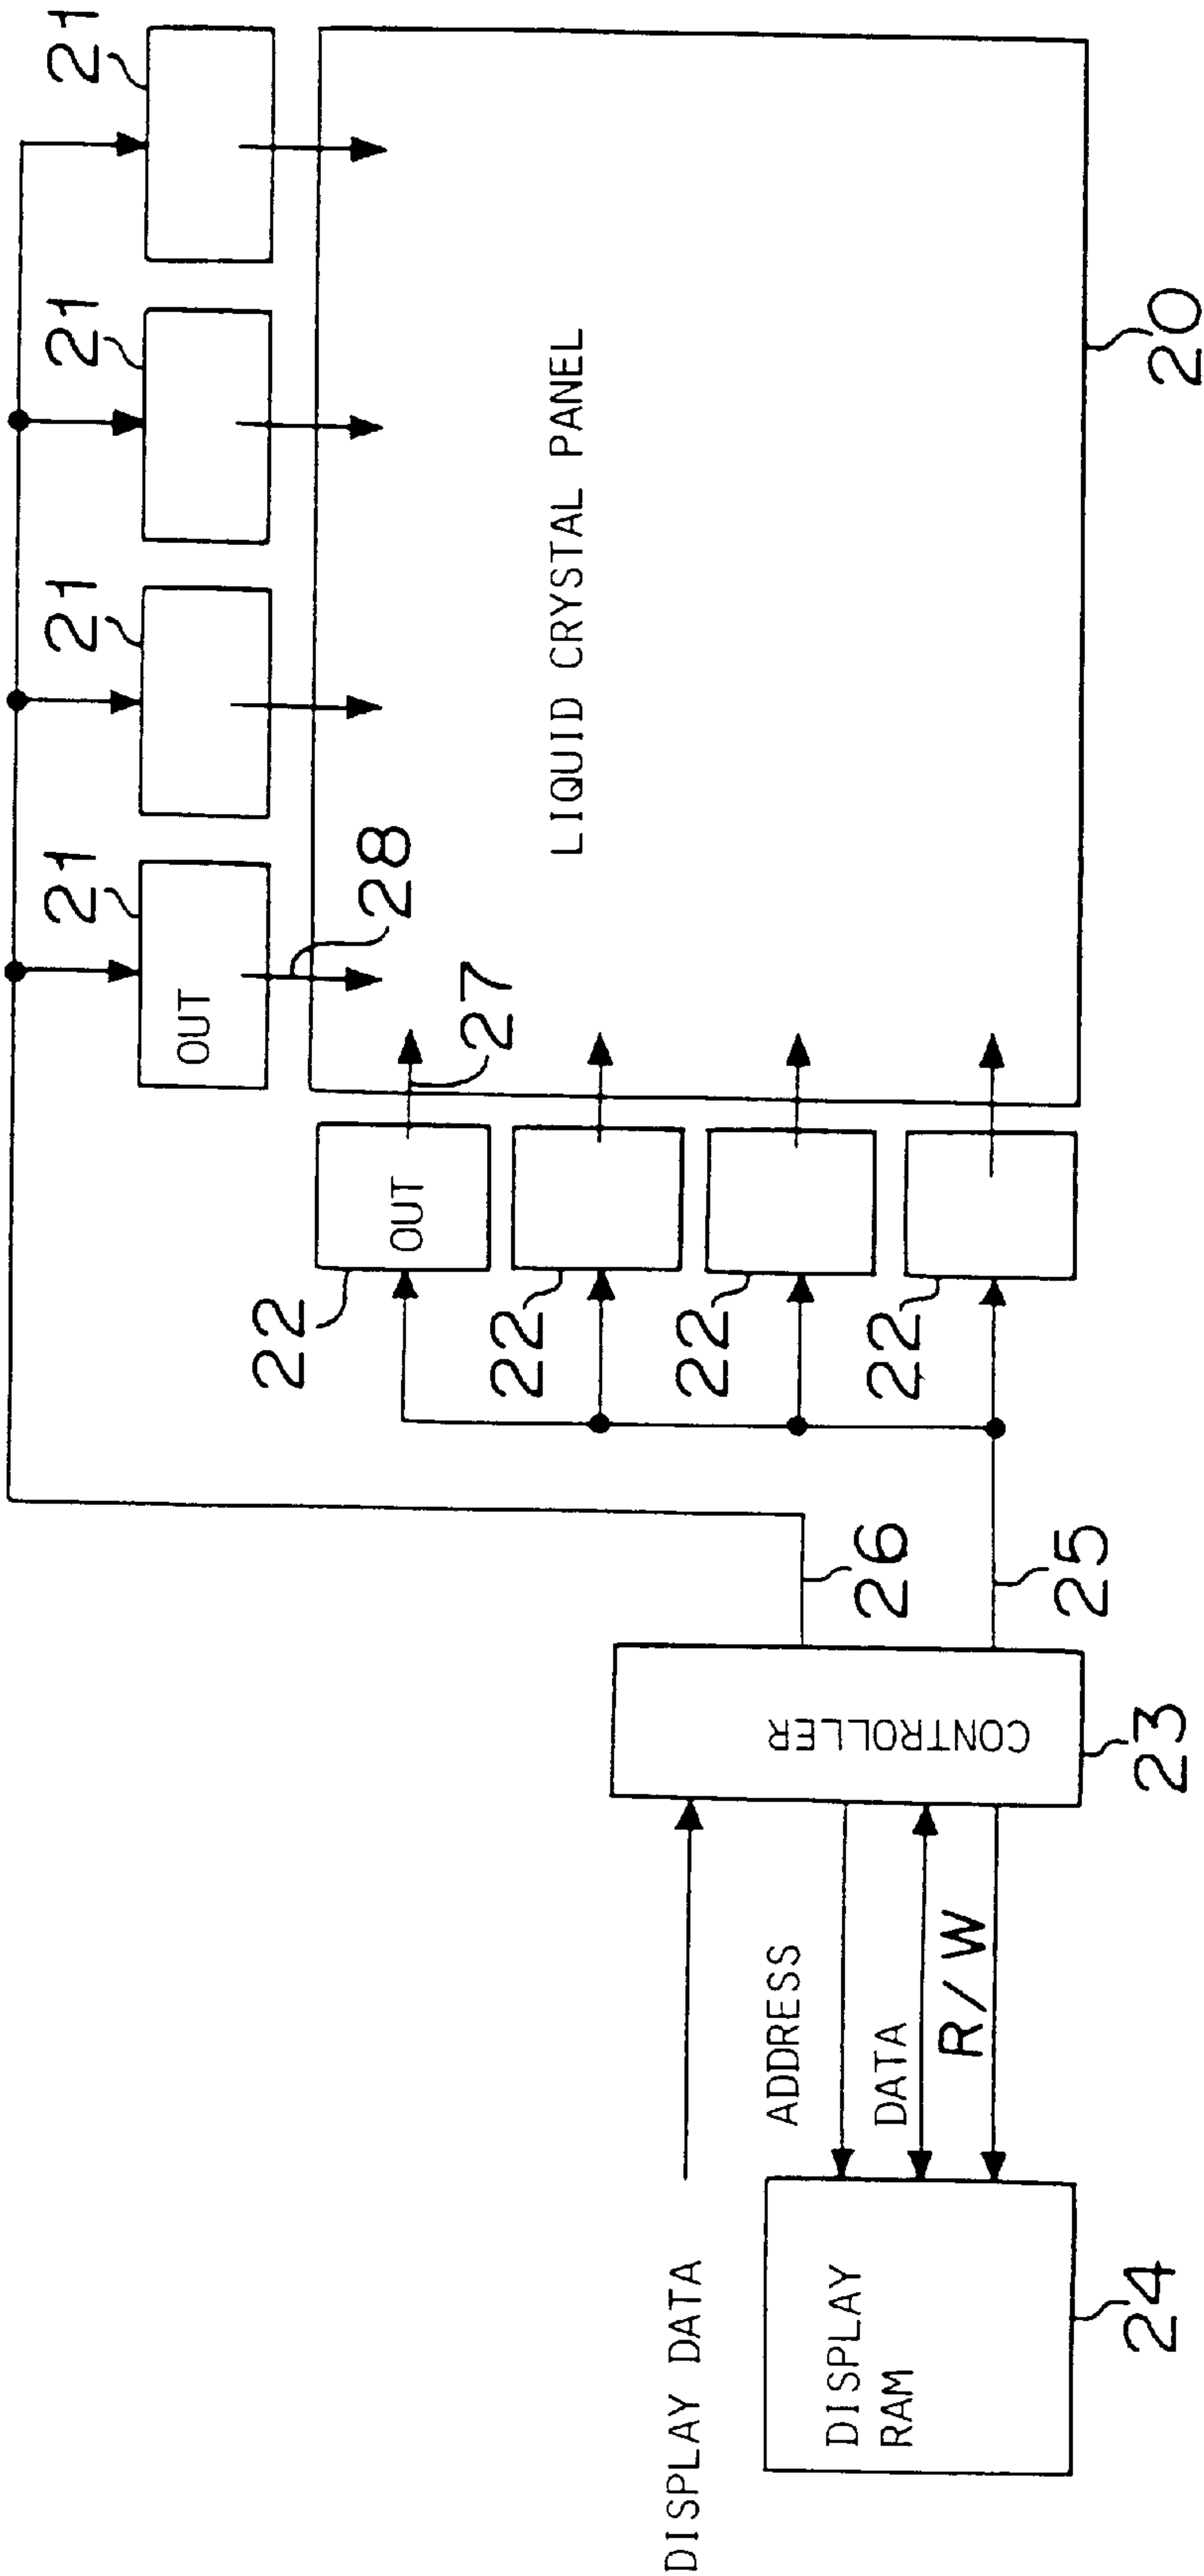 21
21
21
21
OUT
28
27
LIQUID CRYSTAL PANEL
20
OUT
22
22
22
22
26
25
CONTROLLER
23
DISPLAY DATA
ADDRESS
DATA
R/W
DISPLAY
RAM
24